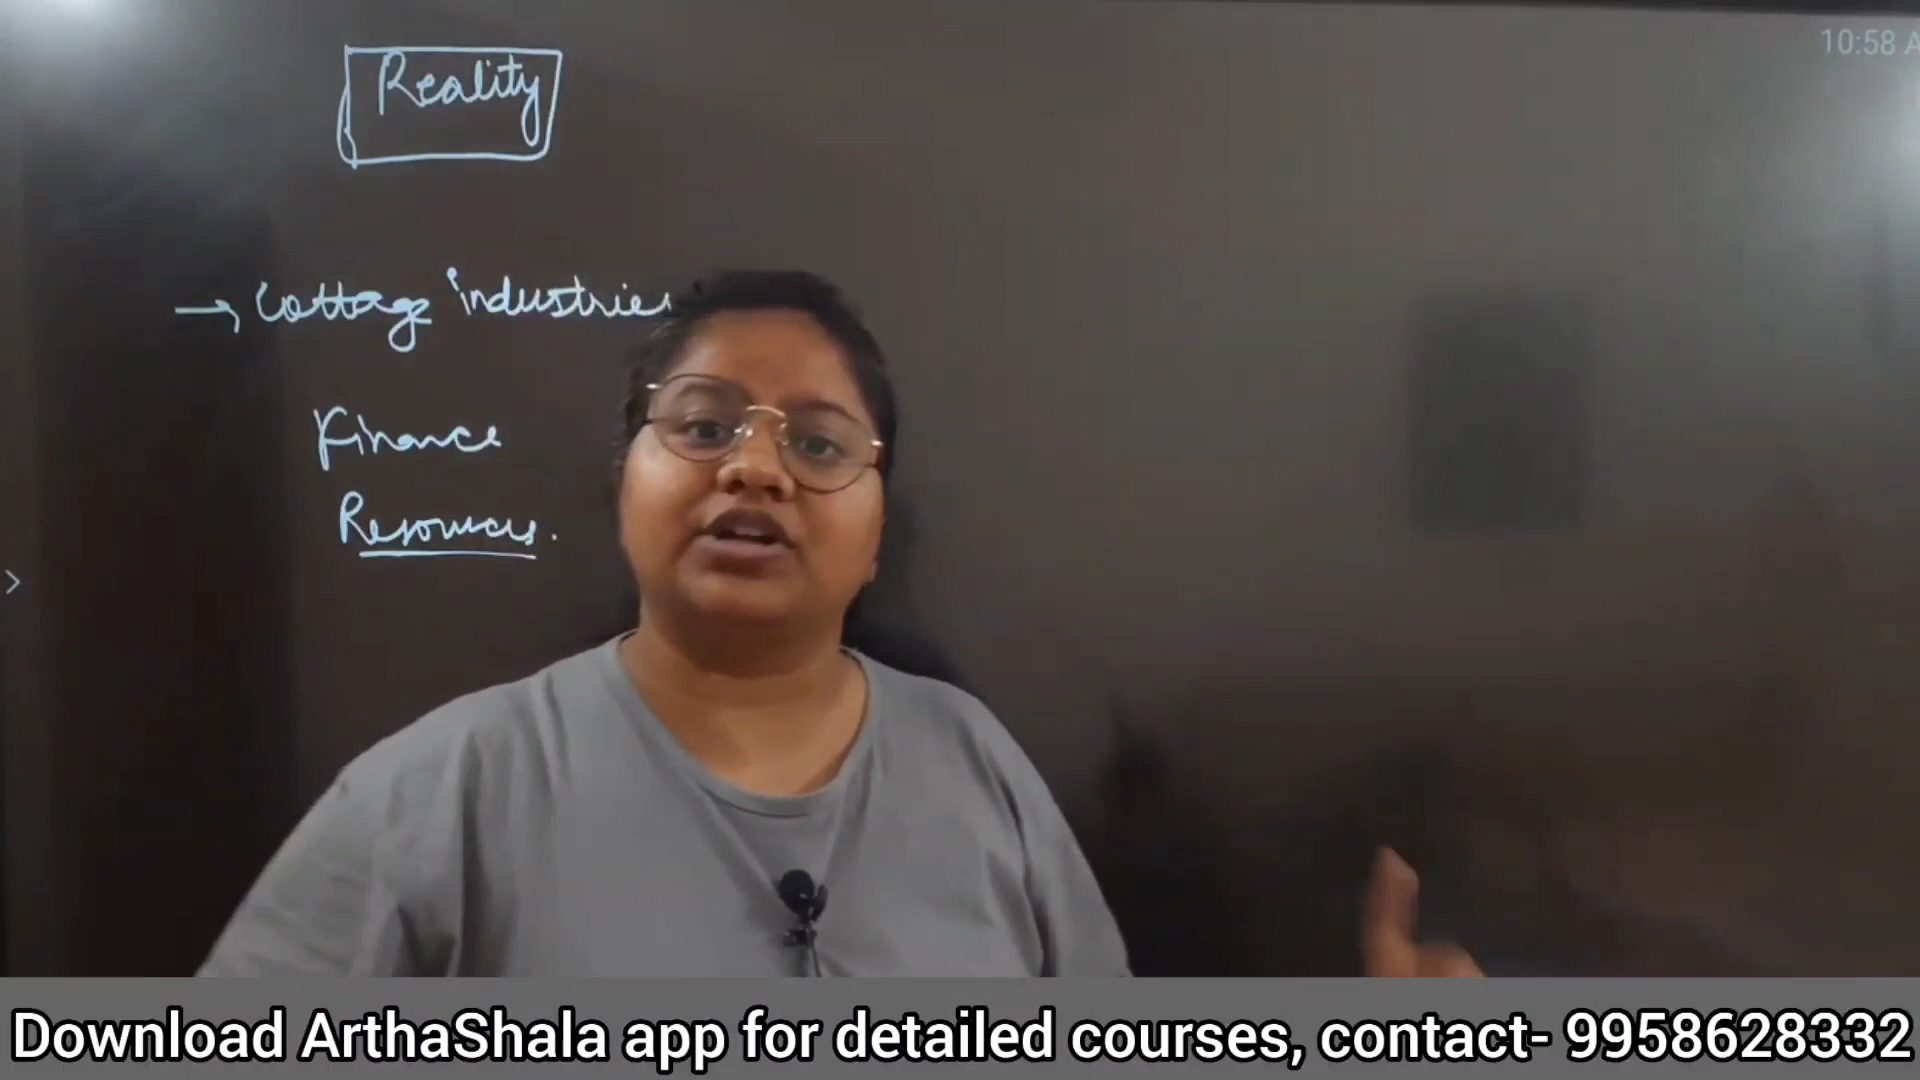 10:58 A
Reality
→ Cottage industries
Finance
Resources.
>
Download ArthaShala app for detailed courses, contact- 9958628332